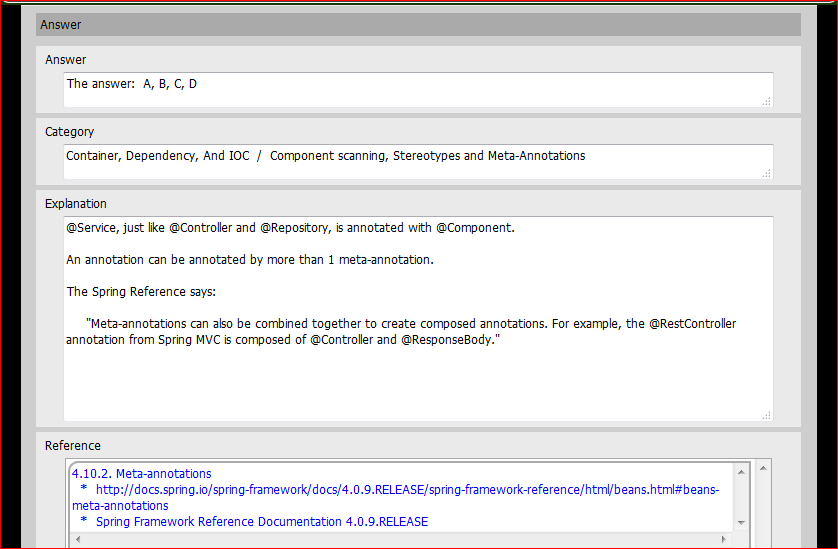 Answer
Answer
The answer:  A, B, C, D
Category
Container, Dependency, And IOC  /  Component scanning, Stereotypes and Meta-Annotations
Explanation
@Service, just like @Controller and @Repository, is annotated with @Component.
An annotation can be annotated by more than 1 meta-annotation.
The Spring Reference says:
"Meta-annotations can also be combined together to create composed annotations. For example, the @RestController
annotation from Spring MVC is composed of @Controller and @ResponseBody."
Reference
4.10.2. Meta-annotations
*  http://docs.spring.io/spring-framework/docs/4.0.9.RELEASE/spring-framework-reference/html/beans.html#beans-
meta-annotations
*  Spring Framework Reference Documentation 4.0.9.RELEASE